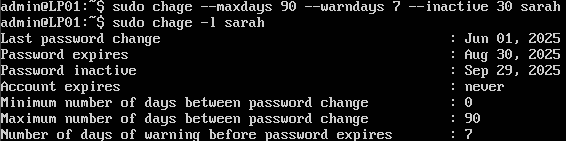 admin@LP01:~$ sudo chage --maxdays 90 --warndays 7 --inactive 30 sarah
admin@LP01:~$ sudo chage -l sarah
Last password change : Jun 01, 2025
Password expires : Aug 30, 2025
Password inactive : Sep 29, 2025
Account expires : never
Minimum number of days between password change : 0
Maximum number of days between password change : 90
Number of days of warning before password expires : 7